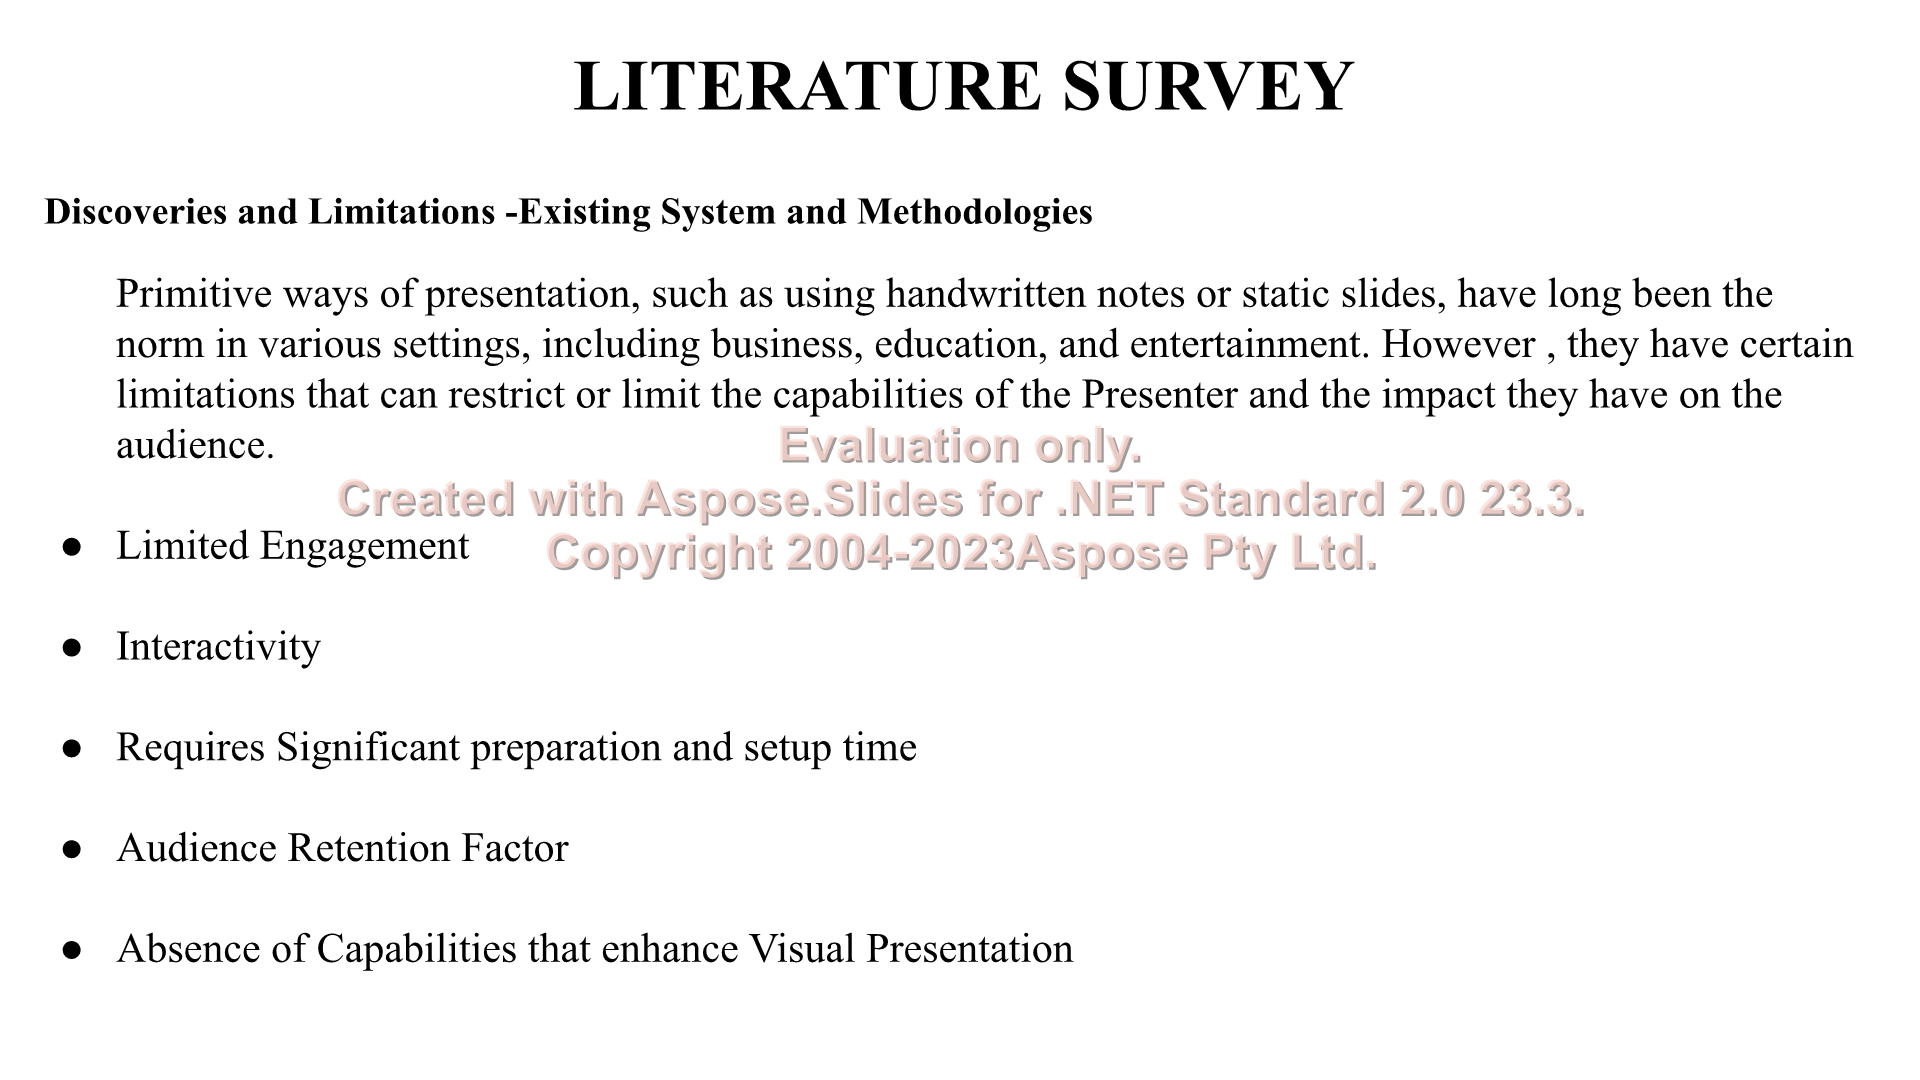 LITERATURE SURVEY
Discoveries and Limitations -Existing System and Methodologies
Primitive ways of presentation, such as using handwritten notes or static slides, have long been the
norm in various settings, including business, education, and entertainment. However , they have certain
limitations that can restrict or limit the capabilities of the Presenter and the impact they have on the
audience.
Evaluation only.
Created with Aspose.Slides for .NET Standard 2.0 23.3.
Copyright 2004-2023Aspose Pty Ltd.
● Limited Engagement
● Interactivity
● Requires Significant preparation and setup time
● Audience Retention Factor
● Absence of Capabilities that enhance Visual Presentation